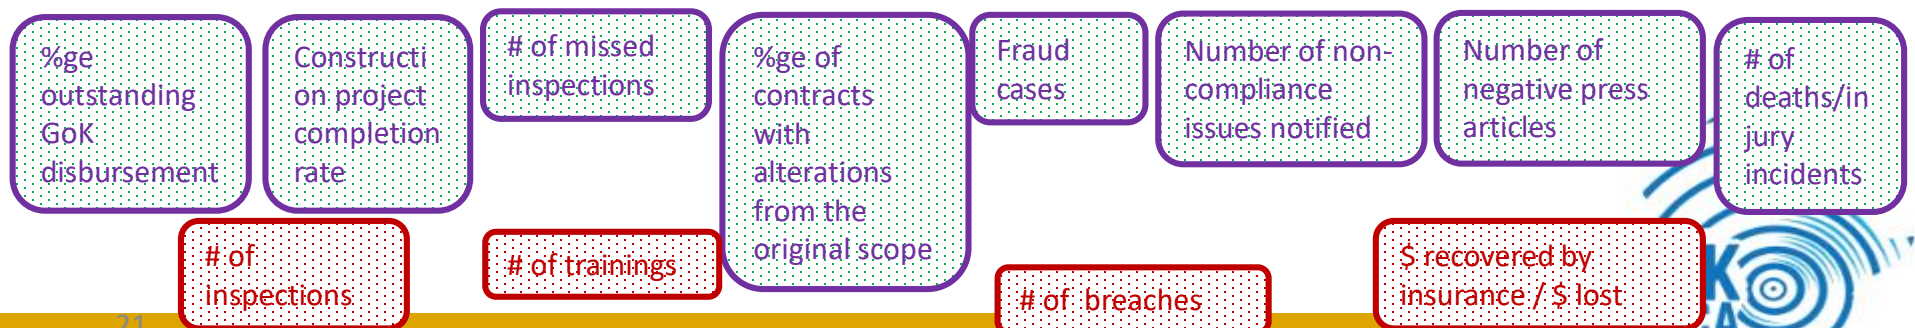 %ge
outstanding
GoK
disbursement
Constructi
on project
completion
rate
# of missed
inspections
%ge of
contracts
with
alterations
from the
original scope
Fraud
cases
Number of non-
compliance
issues notified
Number of
negative press
articles
# of
deaths/in
jury
incidents
# of
inspections
# of trainings
# of breaches
$ recovered by
insurance / $ lost
21